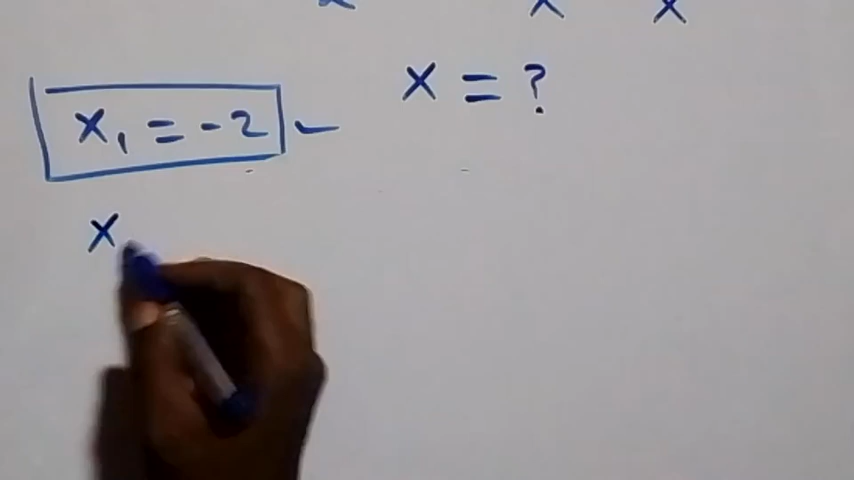 x = ?
x₁ = -2
x